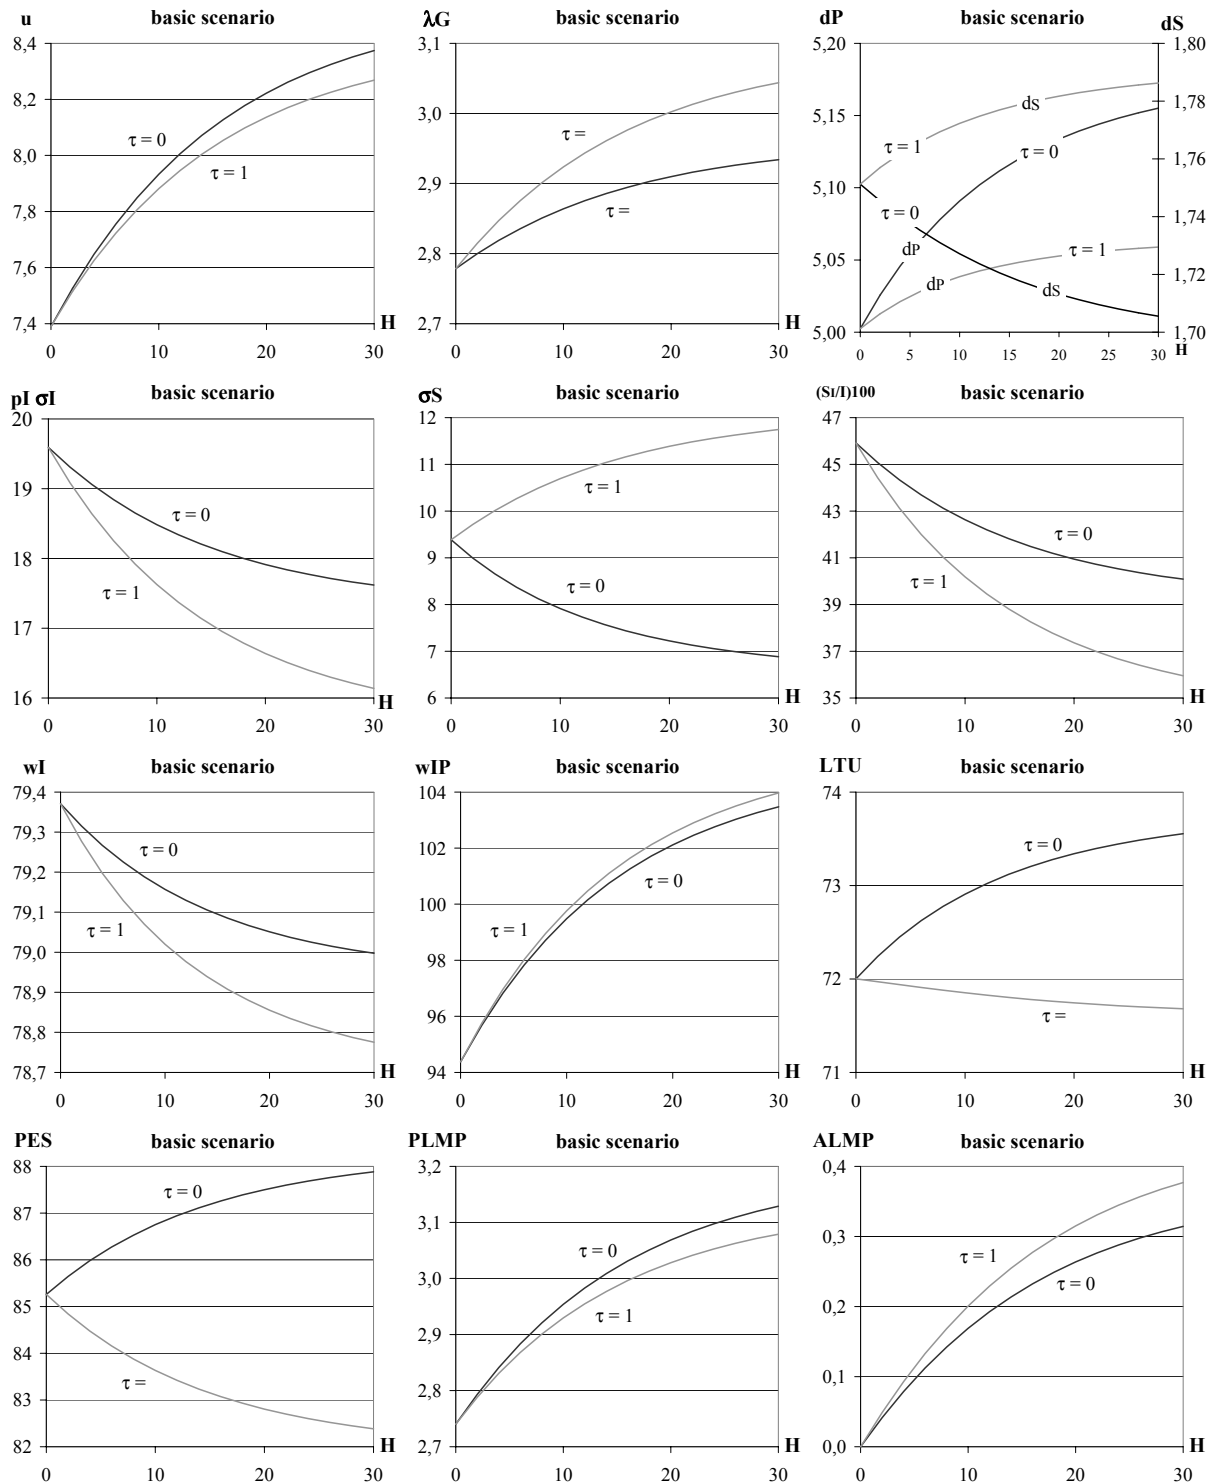 u basic scenario
8,4
8,2
8,0
7,8
7,6
7,4
τ = 0
τ = 1
H
0 10 20 30
λG basic scenario
3,1
3,0
2,9
2,8
2,7
τ =
τ =
H
0 10 20 30
dP basic scenario dS
5,20
5,15
5,10
5,05
5,00
1,80
1,78
1,76
1,74
1,72
1,70
dS
τ = 1
τ = 0
τ = 0
dP
τ = 1
dP
dS
H
0 5 10 15 20 25 30
pI σI basic scenario
20
19
18
17
16
τ = 0
τ = 1
H
0 10 20 30
σS basic scenario
12
11
10
9
8
7
6
τ = 1
τ = 0
H
0 10 20 30
(SI/I)100 basic scenario
47
45
43
41
39
37
35
τ = 0
τ = 1
H
0 10 20 30
wI basic scenario
79,4
79,3
79,2
79,1
79,0
78,9
78,8
78,7
τ = 0
τ = 1
H
0 10 20 30
wIP basic scenario
104
102
100
98
96
94
τ = 0
τ = 1
H
0 10 20 30
LTU basic scenario
74
73
72
71
τ = 0
τ =
H
0 10 20 30
PES basic scenario
88
87
86
85
84
83
82
τ = 0
τ =
H
0 10 20 30
PLMP basic scenario
3,2
3,1
3,0
2,9
2,8
2,7
τ = 0
τ = 1
H
0 10 20 30
ALMP basic scenario
0,4
0,3
0,2
0,1
0,0
τ = 1
τ = 0
H
0 10 20 30